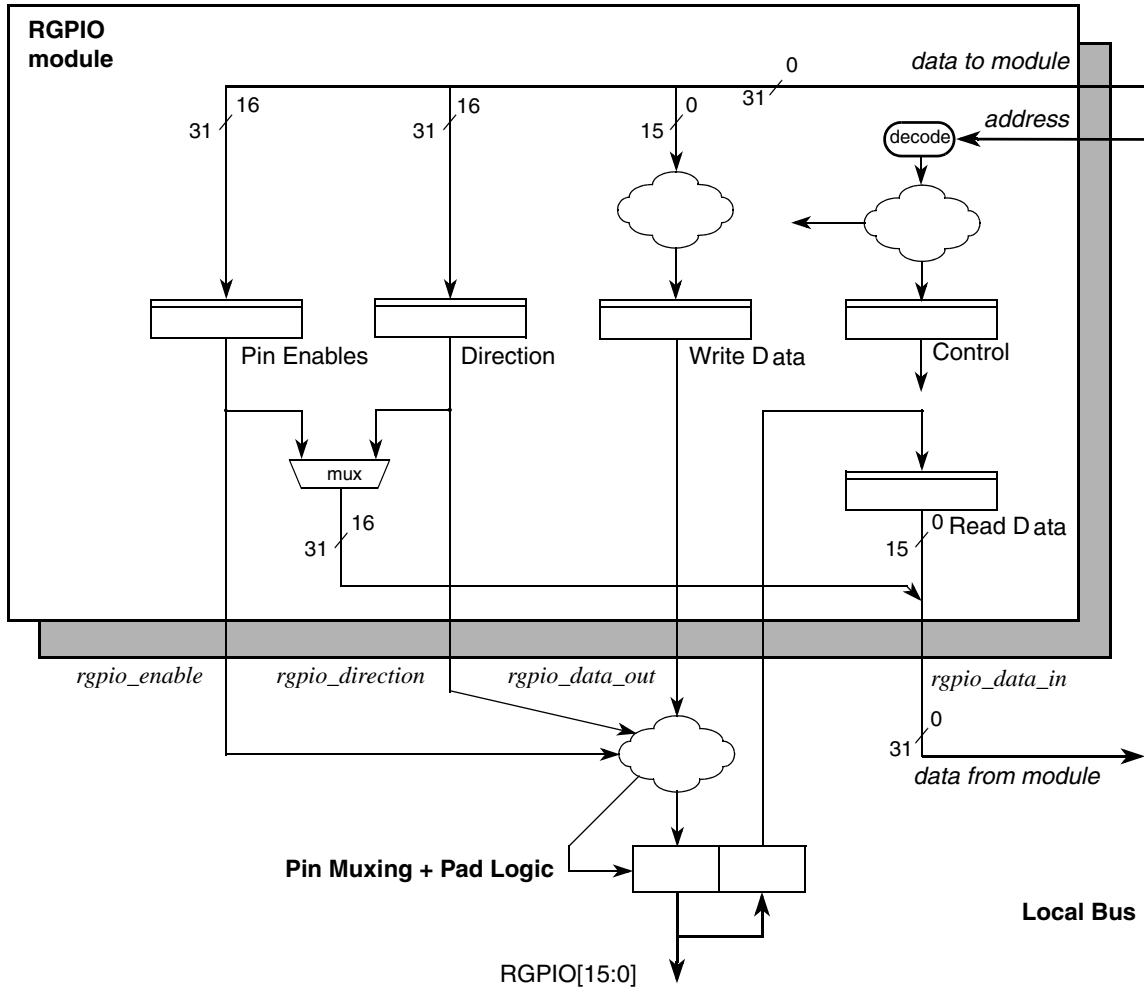 RGPIO
module
data to module
0
31
16
31
16
31
0
15
address
decode
Pin Enables
Direction
Write Data
Control
mux
16
31
0
15
Read Data
rgpio_enable
rgpio_direction
rgpio_data_out
rgpio_data_in
0
31
data from module
Pin Muxing + Pad Logic
Local Bus
RGPIO[15:0]